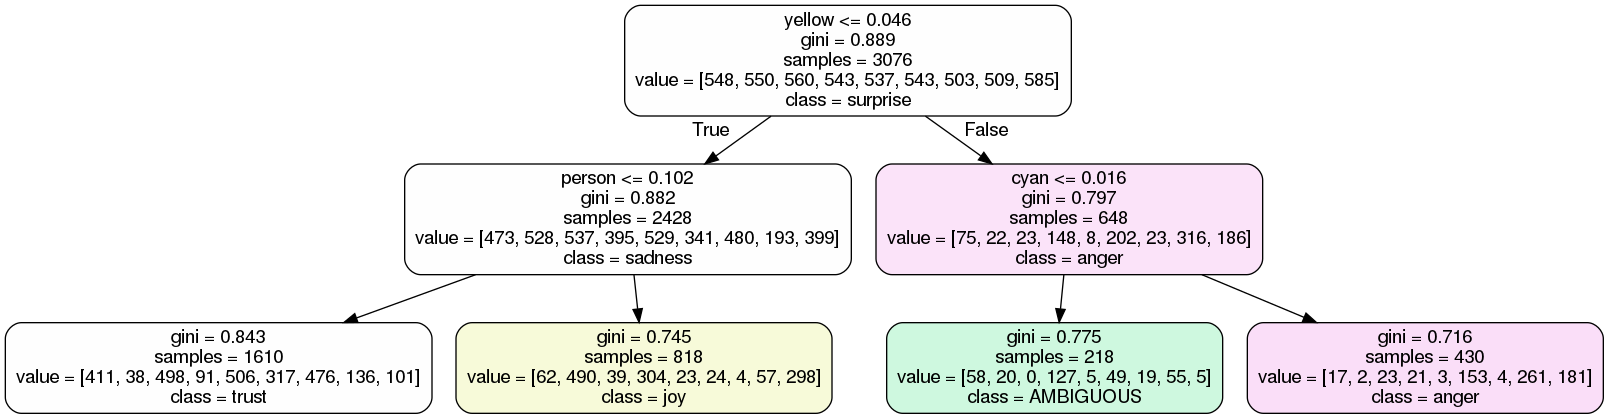 yellow <= 0.046
gini = 0.889
samples = 3076
value = [548, 550, 560, 543, 537, 543, 503, 509, 585]
class = surprise
True
False
person <= 0.102
gini = 0.882
samples = 2428
value = [473, 528, 537, 395, 529, 341, 480, 193, 399]
class = sadness
cyan <= 0.016
gini = 0.797
samples = 648
value = [75, 22, 23, 148, 8, 202, 23, 316, 186]
class = anger
gini = 0.843
samples = 1610
value = [411, 38, 498, 91, 506, 317, 476, 136, 101]
class = trust
gini = 0.745
samples = 818
value = [62, 490, 39, 304, 23, 24, 4, 57, 298]
class = joy
gini = 0.775
samples = 218
value = [58, 20, 0, 127, 5, 49, 19, 55, 5]
class = AMBIGUOUS
gini = 0.716
samples = 430
value = [17, 2, 23, 21, 3, 153, 4, 261, 181]
class = anger